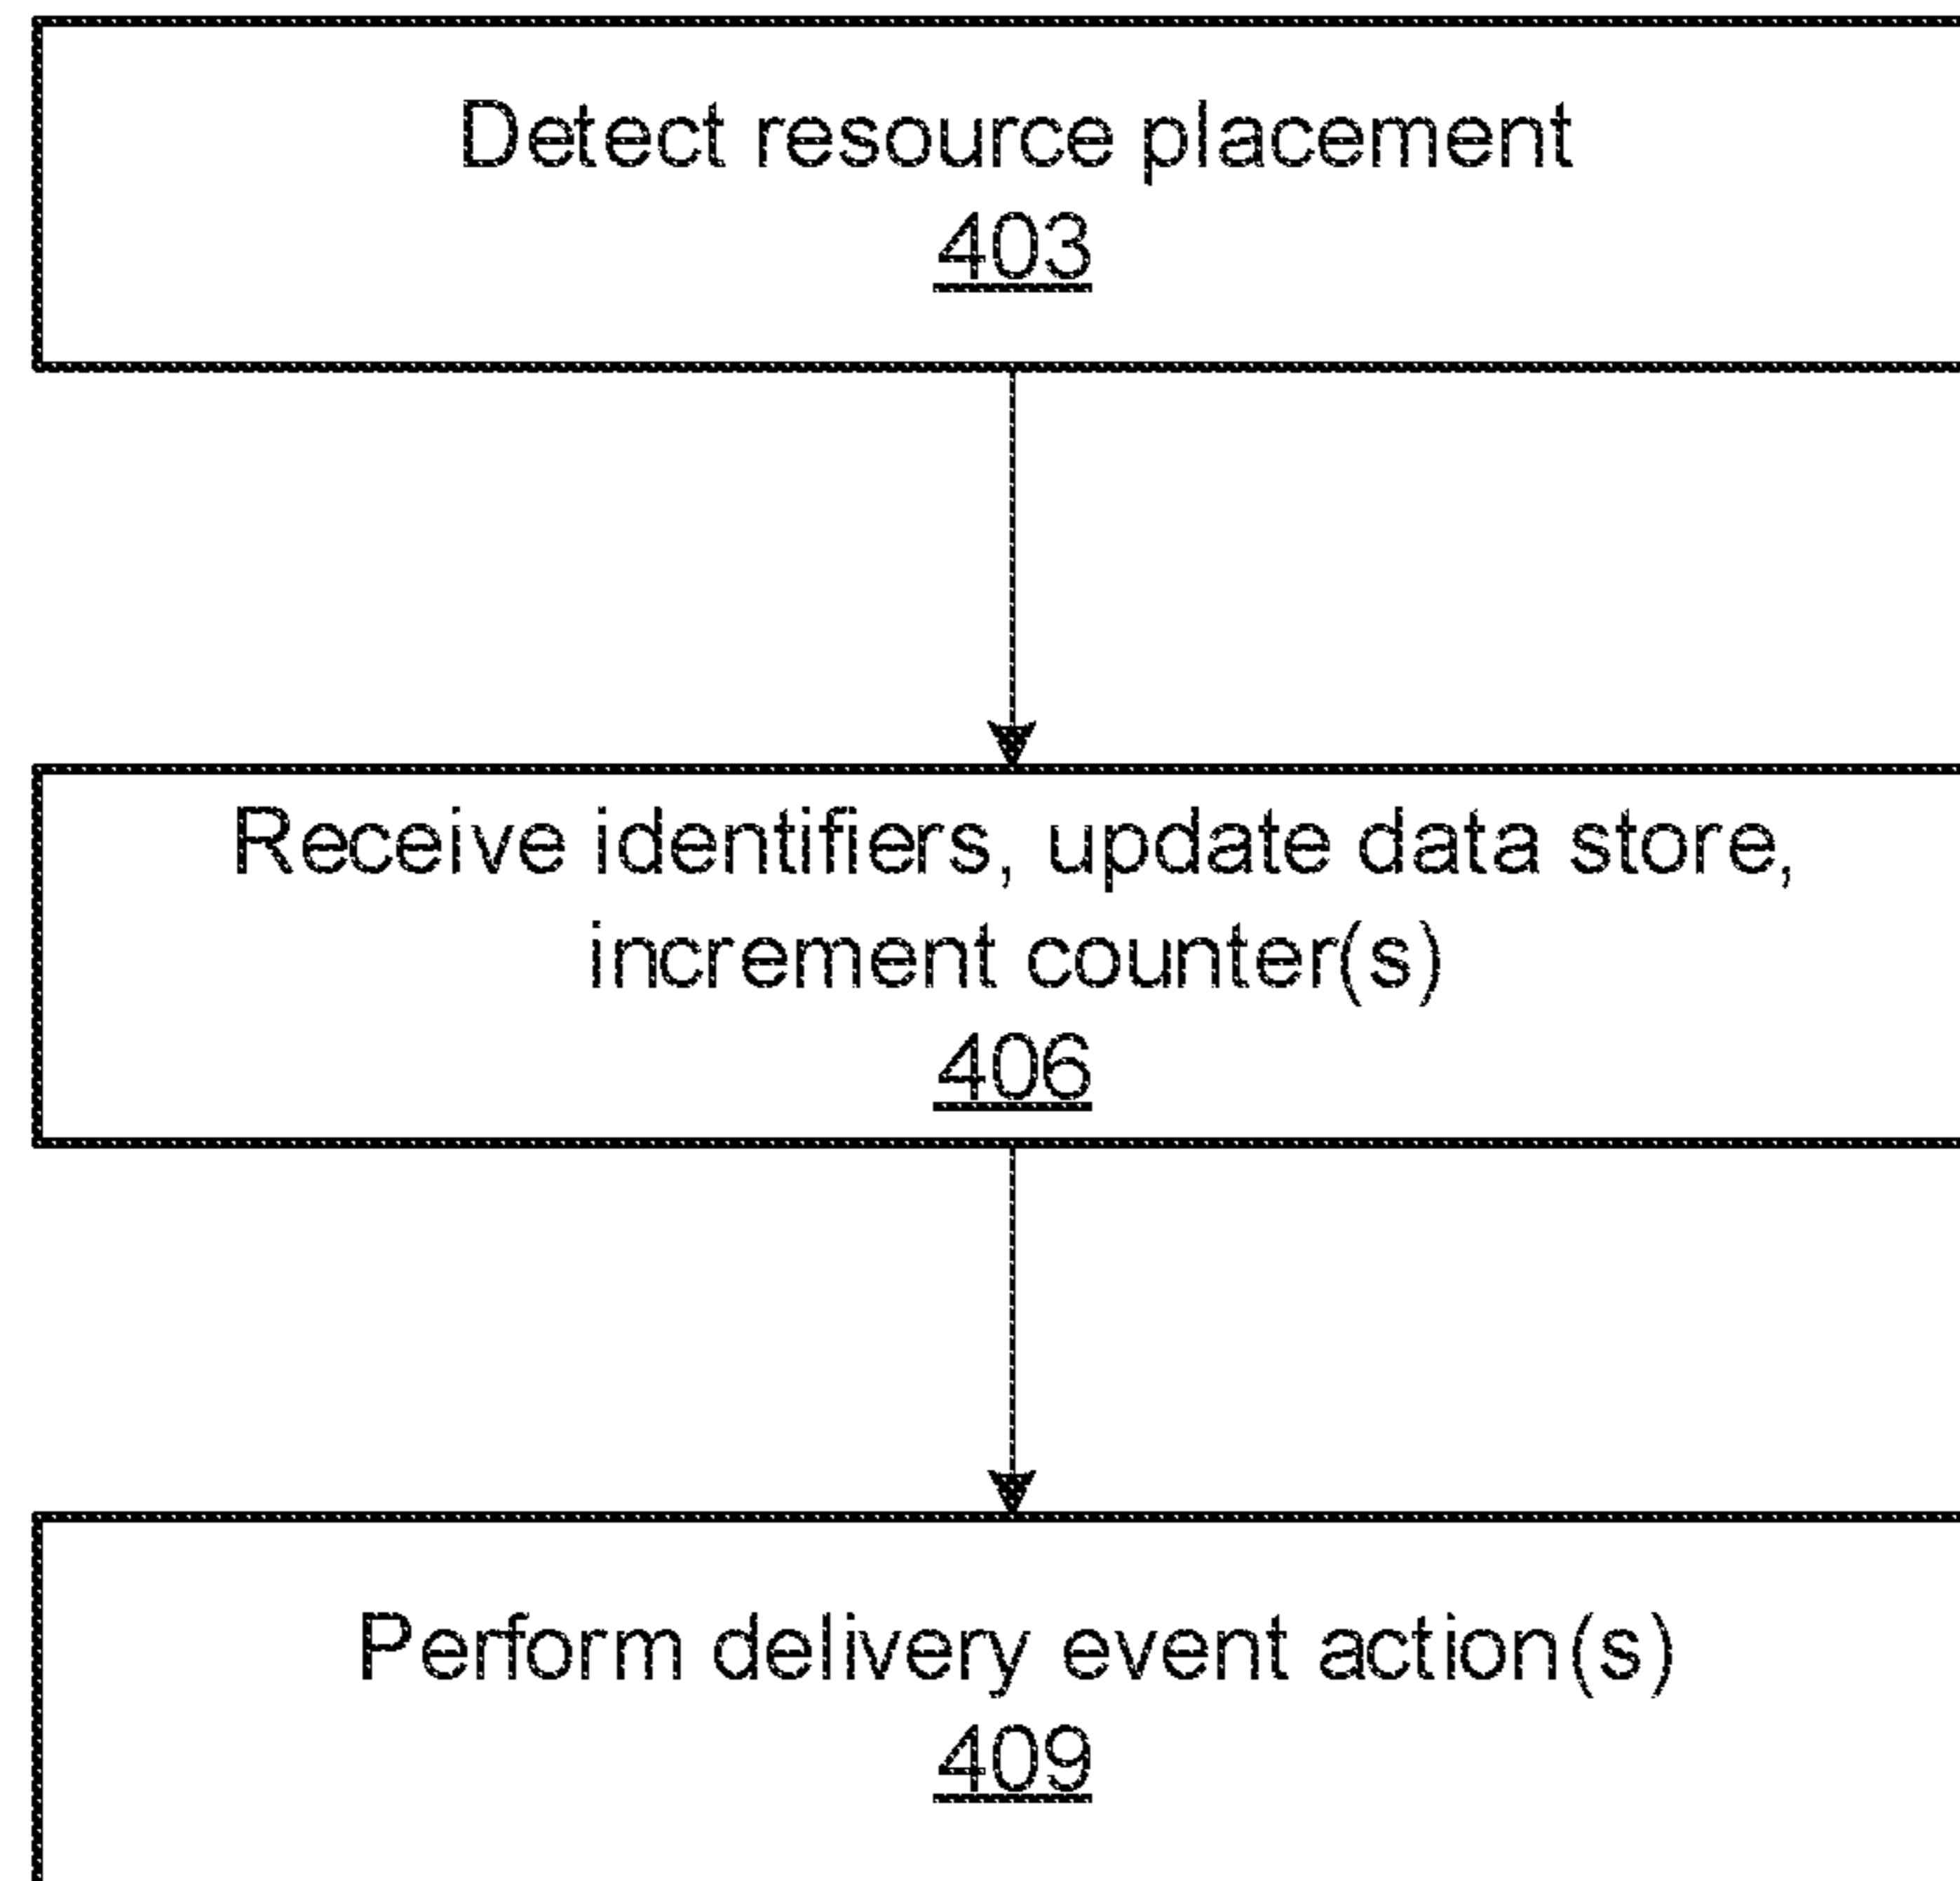 Detect resource placement
403
Receive identifiers, update data store,
increment counter(s)
406
Perform delivery event action(s)
409